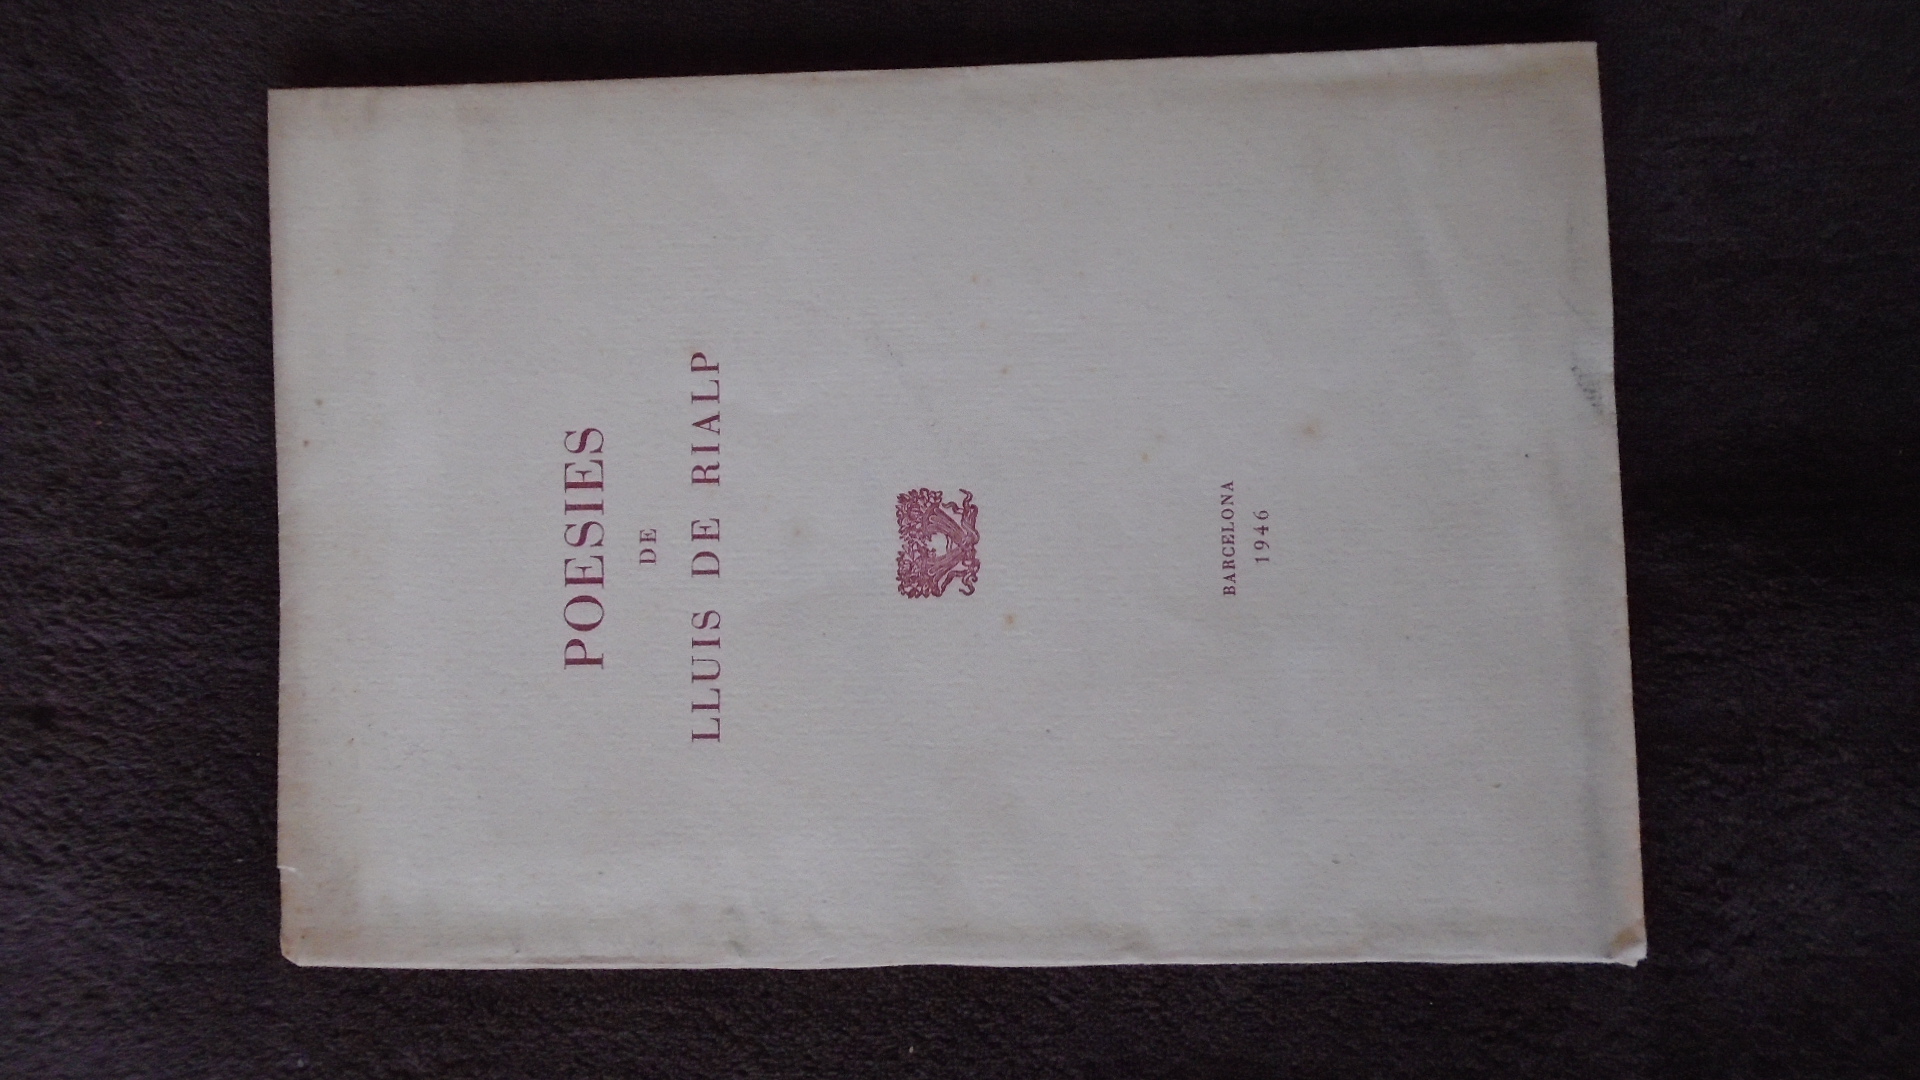 POESIES
DE
LLUIS DE RIALP
BARCELONA
1946